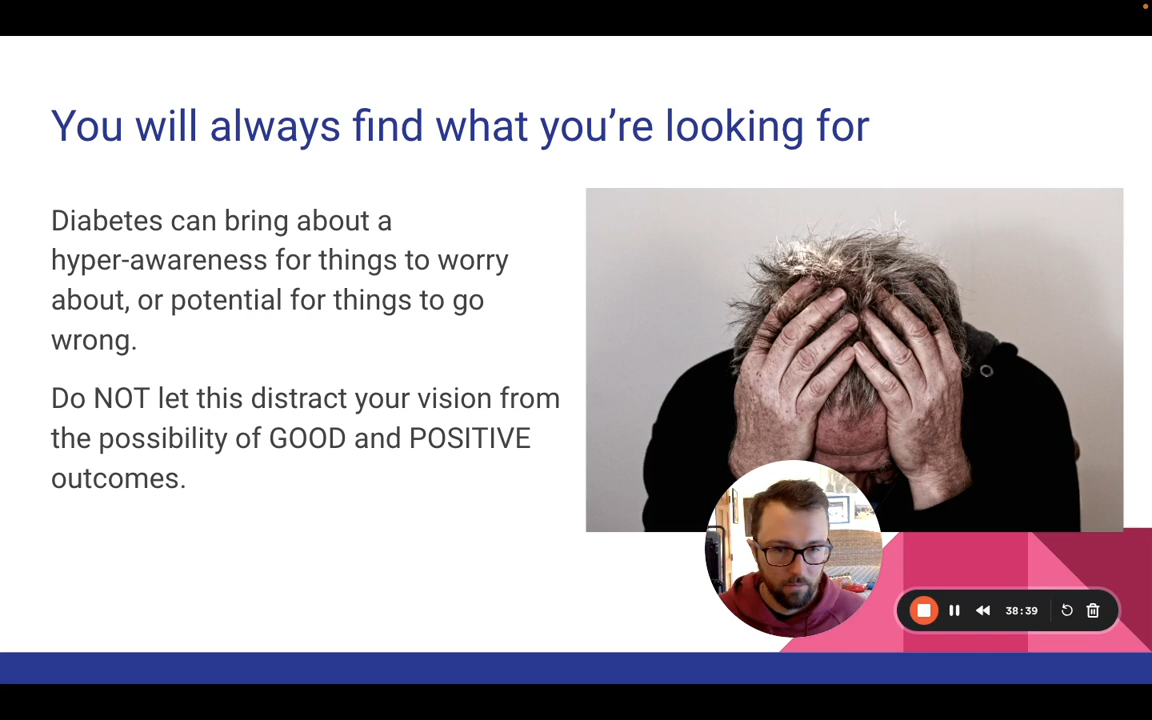 You will always find what you're looking for
Diabetes can bring about a
hyper-awareness for things to worry
about, or potential for things to go
wrong.
Do NOT let this distract your vision from
the possibility of GOOD and POSITIVE
outcomes.
38:39